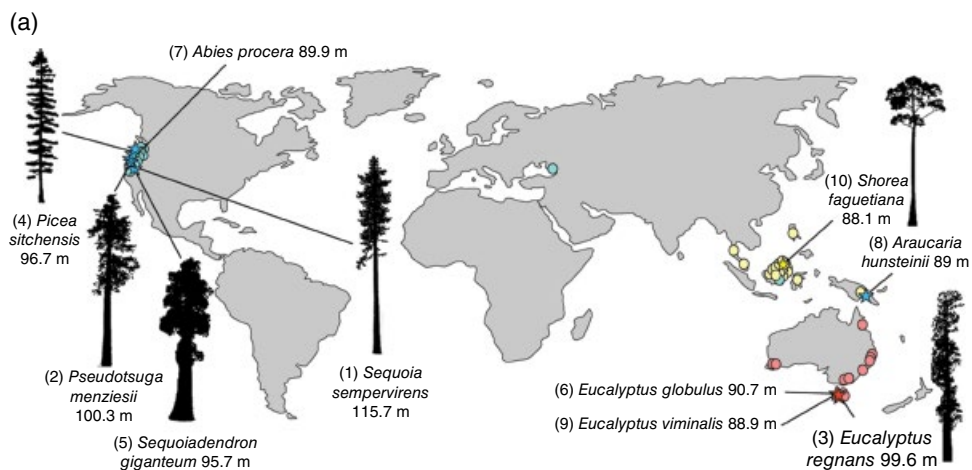 (a)
(7) Abies procera 89.9 m
(4) Picea
sitchensis
96.7 m
(10) Shorea
faguetiana
88.1 m
(8) Araucaria
hunsteinii 89 m
(2) Pseudotsuga
menziesii
100.3 m
(1) Sequoia
sempervirens
115.7 m
(5) Sequoiadendron
giganteum 95.7 m
(6) Eucalyptus globulus 90.7 m
(9) Eucalyptus viminalis 88.9 m
(3) Eucalyptus
regnans 99.6 m